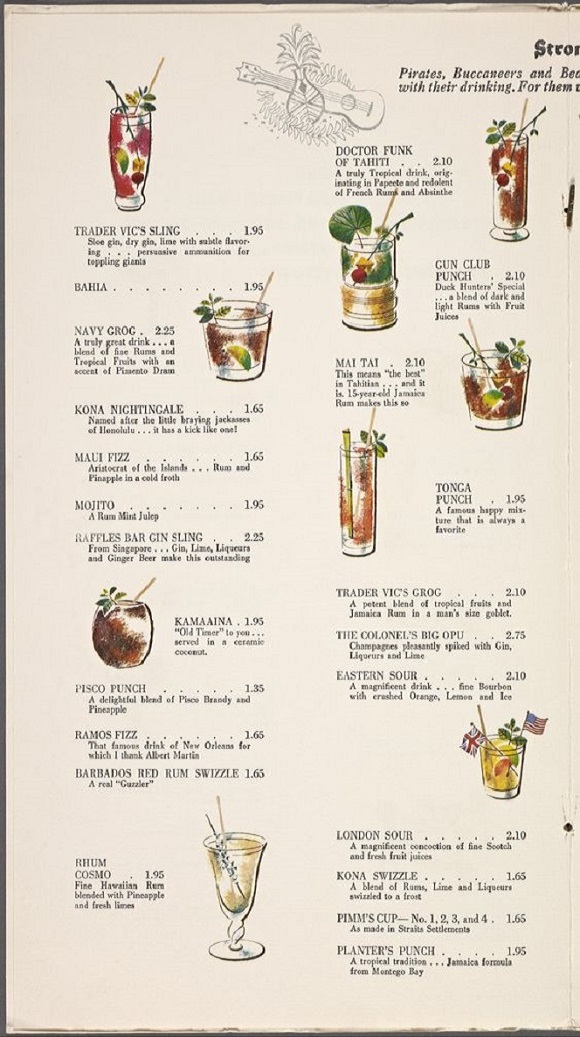 Stron
Pirates, Buccaneers and Bea
with their drinking. For them
TRADER VIC'S SLING . . . 1.95
Sloe gin, dry gin, lime with subtle flavor-
ing . . . persuasive ammunition for
toppling giants
BAHIA . . . . . . . . 1.95
NAVY GROG . 2.25
A truly great drink . . . a
blend of fine Rums and
Tropical Fruits with an
accent of Pimento Dram
KONA NIGHTINGALE . . . 1.65
Named after the little braying jackasses
of Honolulu . . . it has a kick like one!
MAUI FIZZ . . . . . . 1.65
Aristocrat of the Islands . . . Rum and
Pinapple in a cold froth
MOJITO . . . . . . . 1.95
A Rum Mint Julep
RAFFLES BAR GIN SLING . . 2.25
From Singapore . . . Gin, Lime, Liqueurs
and Ginger Beer make this outstanding
KAMAAINA . 1.95
"Old Timer" to you . . .
served in a ceramic
coconut.
PISCO PUNCH . . . . . 1.35
A delightful blend of Pisco Brandy and
Pineapple
RAMOS FIZZ . . . . . . 1.65
That famous drink of New Orleans for
which I thank Albert Martin
BARBADOS RED RUM SWIZZLE 1.65
A real "Guzzler"
RHUM
COSMO . 1.95
Fine Hawaiian Rum
blended with Pineapple
and fresh limes
DOCTOR FUNK
OF TAHITI . . 2.10
A truly Tropical drink, orig-
inating in Papeete and redolent
of French Rums and Absinthe
GUN CLUB
PUNCH . 2.10
Duck Hunters' Special
. . . a blend of dark and
light Rums with Fruit
Juices
MAI TAI . 2.10
This means "the best"
in Tahitian . . . and it
is. 15-year-old Jamaica
Rum makes this so
TONGA
PUNCH . 1.95
A famous happy mix-
ture that is always a
favorite
TRADER VIC'S GROG . . . 2.10
A potent blend of tropical fruits and
Jamaica Rum in a man's size goblet.
THE COLONEL'S BIG OPU . . 2.75
Champagnes pleasantly spiked with Gin,
Liqueurs and Lime
EASTERN SOUR . . . . . 2.10
A magnificent drink . . . fine Bourbon
with crushed Orange, Lemon and Ice
LONDON SOUR . . . . . 2.10
A magnificent concoction of fine Scotch
and fresh fruit juices
KONA SWIZZLE . . . . . 1.65
A blend of Rums, Lime and Liqueurs
swizzled to a frost
PIMM'S CUP— No. 1, 2, 3, and 4 . 1.65
As made in Straits Settlements
PLANTER'S PUNCH . . . . 1.95
A tropical tradition . . . Jamaica formula
from Montego Bay